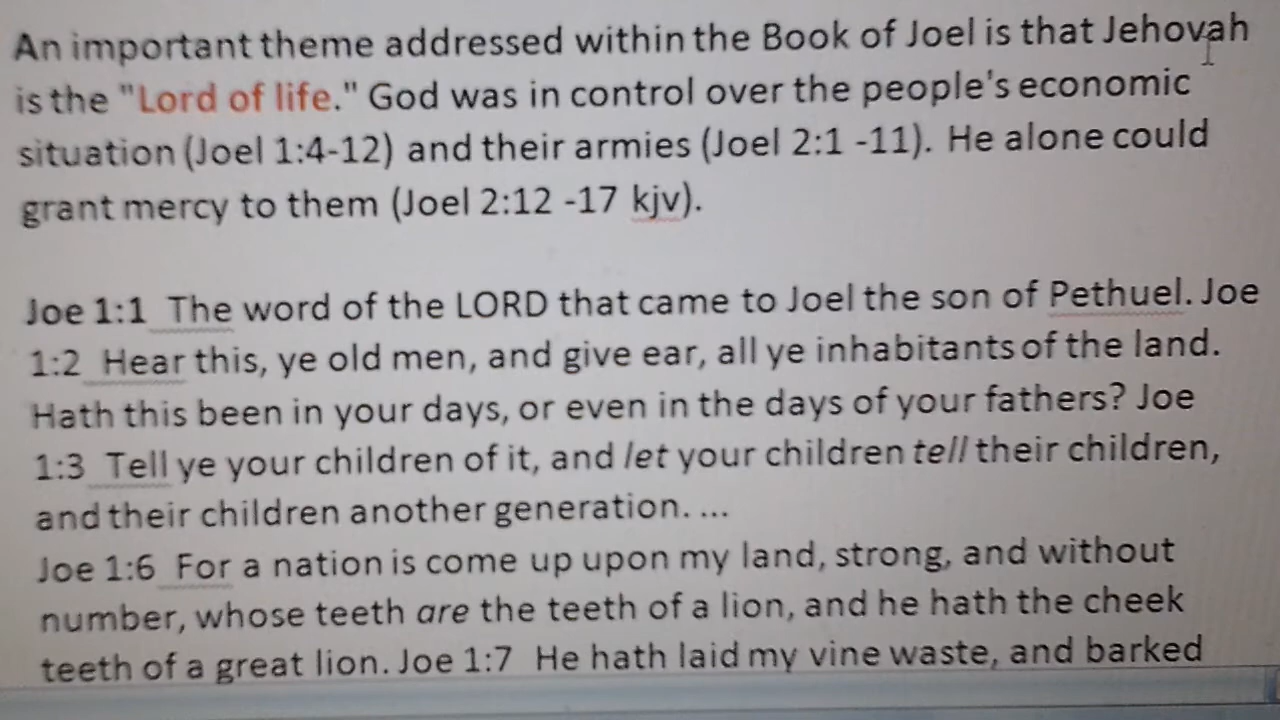 An important theme addressed within the Book of Joel is that Jehovah
is the "Lord of life." God was in control over the people's economic
situation (Joel 1:4-12) and their armies (Joel 2:1 -11). He alone could
grant mercy to them (Joel 2:12 -17 kjv).
Joe 1:1 The word of the LORD that came to Joel the son of Pethuel. Joe
1:2 Hear this, ye old men, and give ear, all ye inhabitants of the land.
Hath this been in your days, or even in the days of your fathers? Joe
1:3 Tell ye your children of it, and let your children tell their children,
and their children another generation. ...
Joe 1:6 For a nation is come up upon my land, strong, and without
number, whose teeth are the teeth of a lion, and he hath the cheek
teeth of a great lion. Joe 1:7 He hath laid my vine waste, and barked